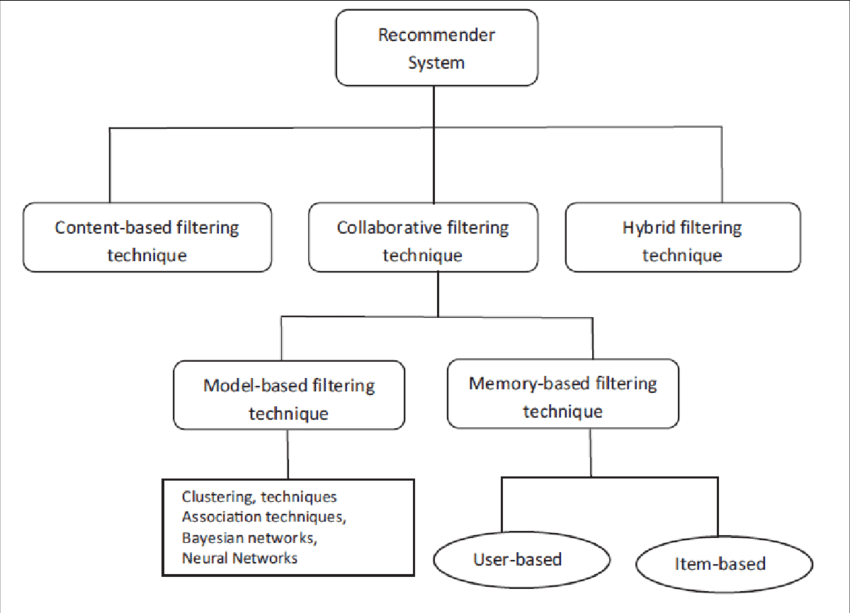 Recommender
System
Content-based filtering
technique
Collaborative filtering
technique
Hybrid filtering
technique
Model-based filtering
technique
Memory-based filtering
technique
Clustering, techniques
Association techniques,
Bayesian networks,
Neural Networks
User-based
Item-based